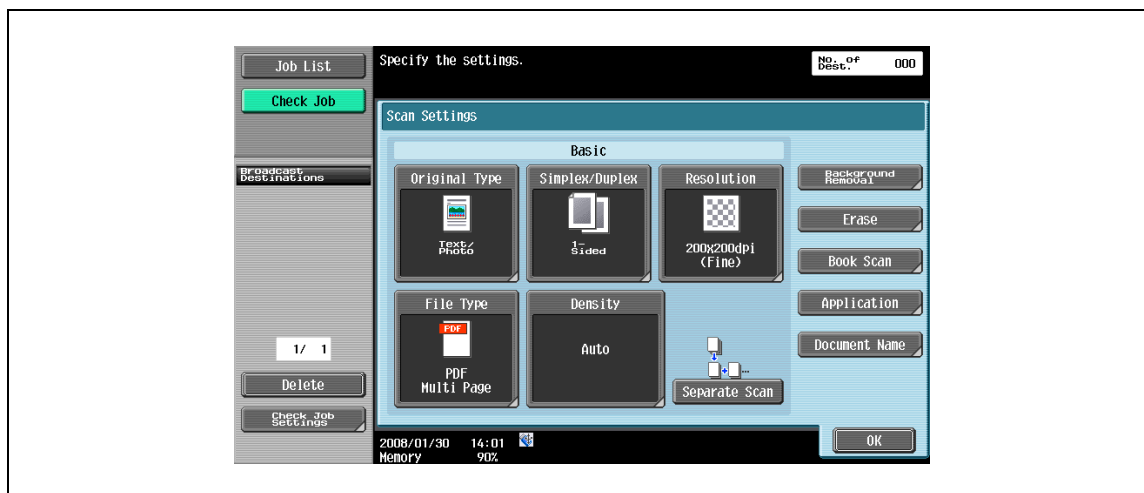 Job List
Check Job
Broadcast
Destinations
1/ 1
Delete
Check Job
Settings
Specify the settings.
No. of
Dest.
000
Scan Settings
Basic
Original Type
Text/
Photo
Simplex/Duplex
1-
Sided
Resolution
200X200dpi
(Fine)
File Type
PDF
PDF
Multi Page
Density
Auto
Separate Scan
Background
Removal
Erase
Book Scan
Application
Document Name
2008/01/30 14:01
Memory 90%
OK